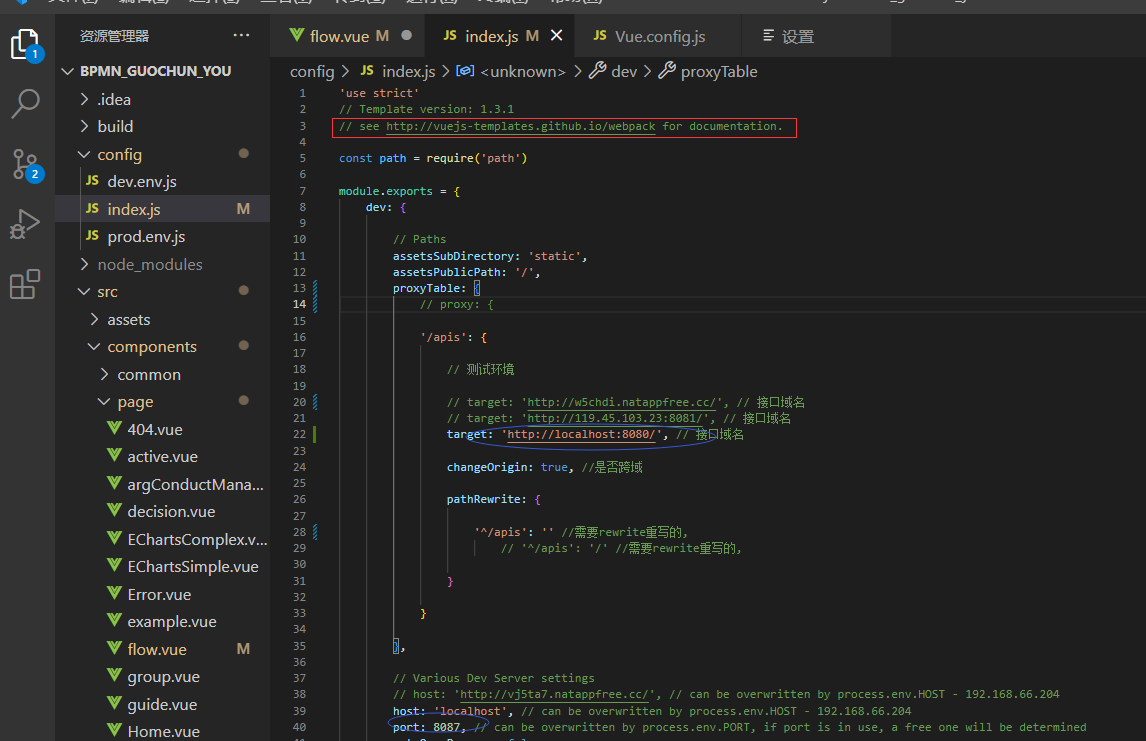 资源管理器
flow.vue M
JS index.js M
JS Vue.config.js
设置
BPMN_GUOCHUN_YOU
config > JS index.js > <unknown> > dev > proxyTable
.idea
build
config
JS dev.env.js
JS index.js M
JS prod.env.js
node_modules
src
assets
components
common
page
404.vue
active.vue
argConductMana...
decision.vue
EChartsComplex.v...
EChartsSimple.vue
Error.vue
example.vue
flow.vue M
group.vue
guide.vue
Home.vue
1
2
1 'use strict'
2 // Template version: 1.3.1
3 // see http://vuejs-templates.github.io/webpack for documentation.
4
5 const path = require('path')
6
7 module.exports = {
8 dev: {
9
10 // Paths
11 assetsSubDirectory: 'static',
12 assetsPublicPath: '/',
13 proxyTable: {
14 // proxy: {
15
16 '/apis': {
17
18 // 测试环境
19
20 // target: 'http://w5chdi.natappfree.cc/', // 接口域名
21 // target: 'http://119.45.103.23:8081/', // 接口域名
22 target: 'http://localhost:8080/', // 接口域名
23
24 changeOrigin: true, //是否跨域
25
26 pathRewrite: {
27
28 '^/apis': '' //需要rewrite重写的,
29 // '^/apis': '/' //需要rewrite重写的,
30
31 }
32
33 }
34
35 },
36
37 // Various Dev Server settings
38 // host: 'http://vj5ta7.natappfree.cc/', // can be overwritten by process.env.HOST - 192.168.66.204
39 host: 'localhost', // can be overwritten by process.env.HOST - 192.168.66.204
40 port: 8087, // can be overwritten by process.env.PORT, if port is in use, a free one will be determined